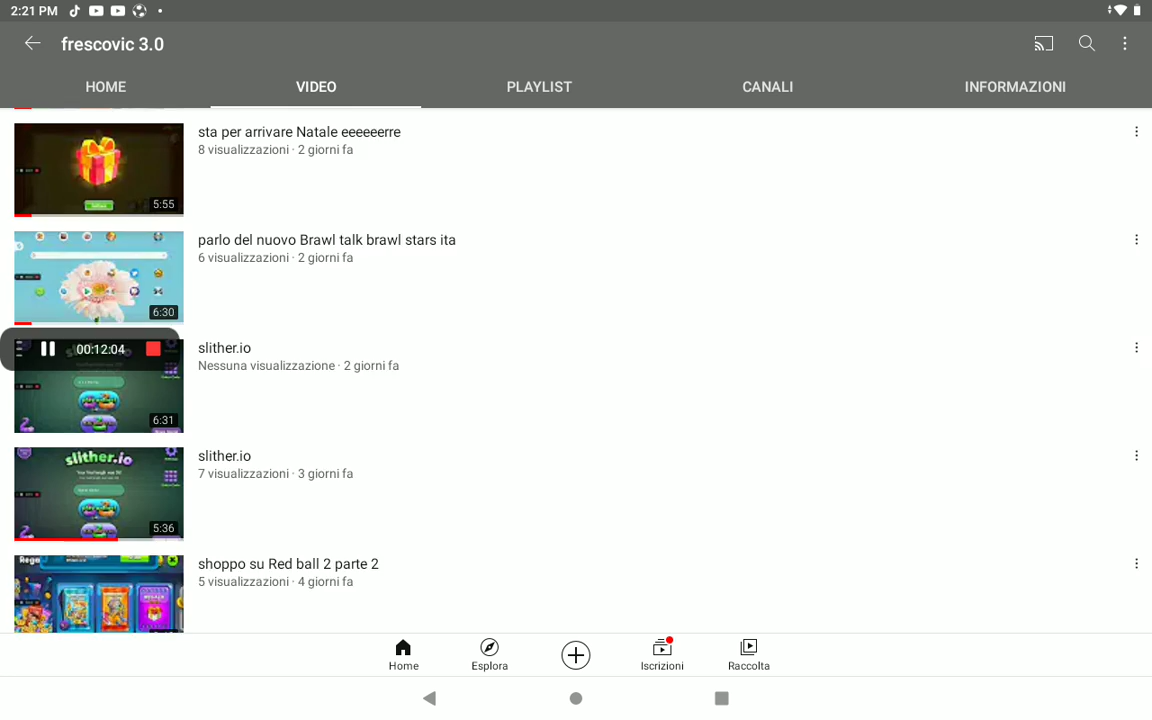 2:21 PM
frescovic 3.0
HOME VIDEO PLAYLIST CANALI INFORMAZIONI
sta per arrivare Natale eeeeeerre
8 visualizzazioni · 2 giorni fa
5:55
parlo del nuovo Brawl talk brawl stars ita
6 visualizzazioni · 2 giorni fa
6:30
00:12:04
slither.io
Nessuna visualizzazione · 2 giorni fa
6:31
slither.io
slither.io
7 visualizzazioni · 3 giorni fa
5:36
shoppo su Red ball 2 parte 2
5 visualizzazioni · 4 giorni fa
Home Esplora Iscrizioni Raccolta